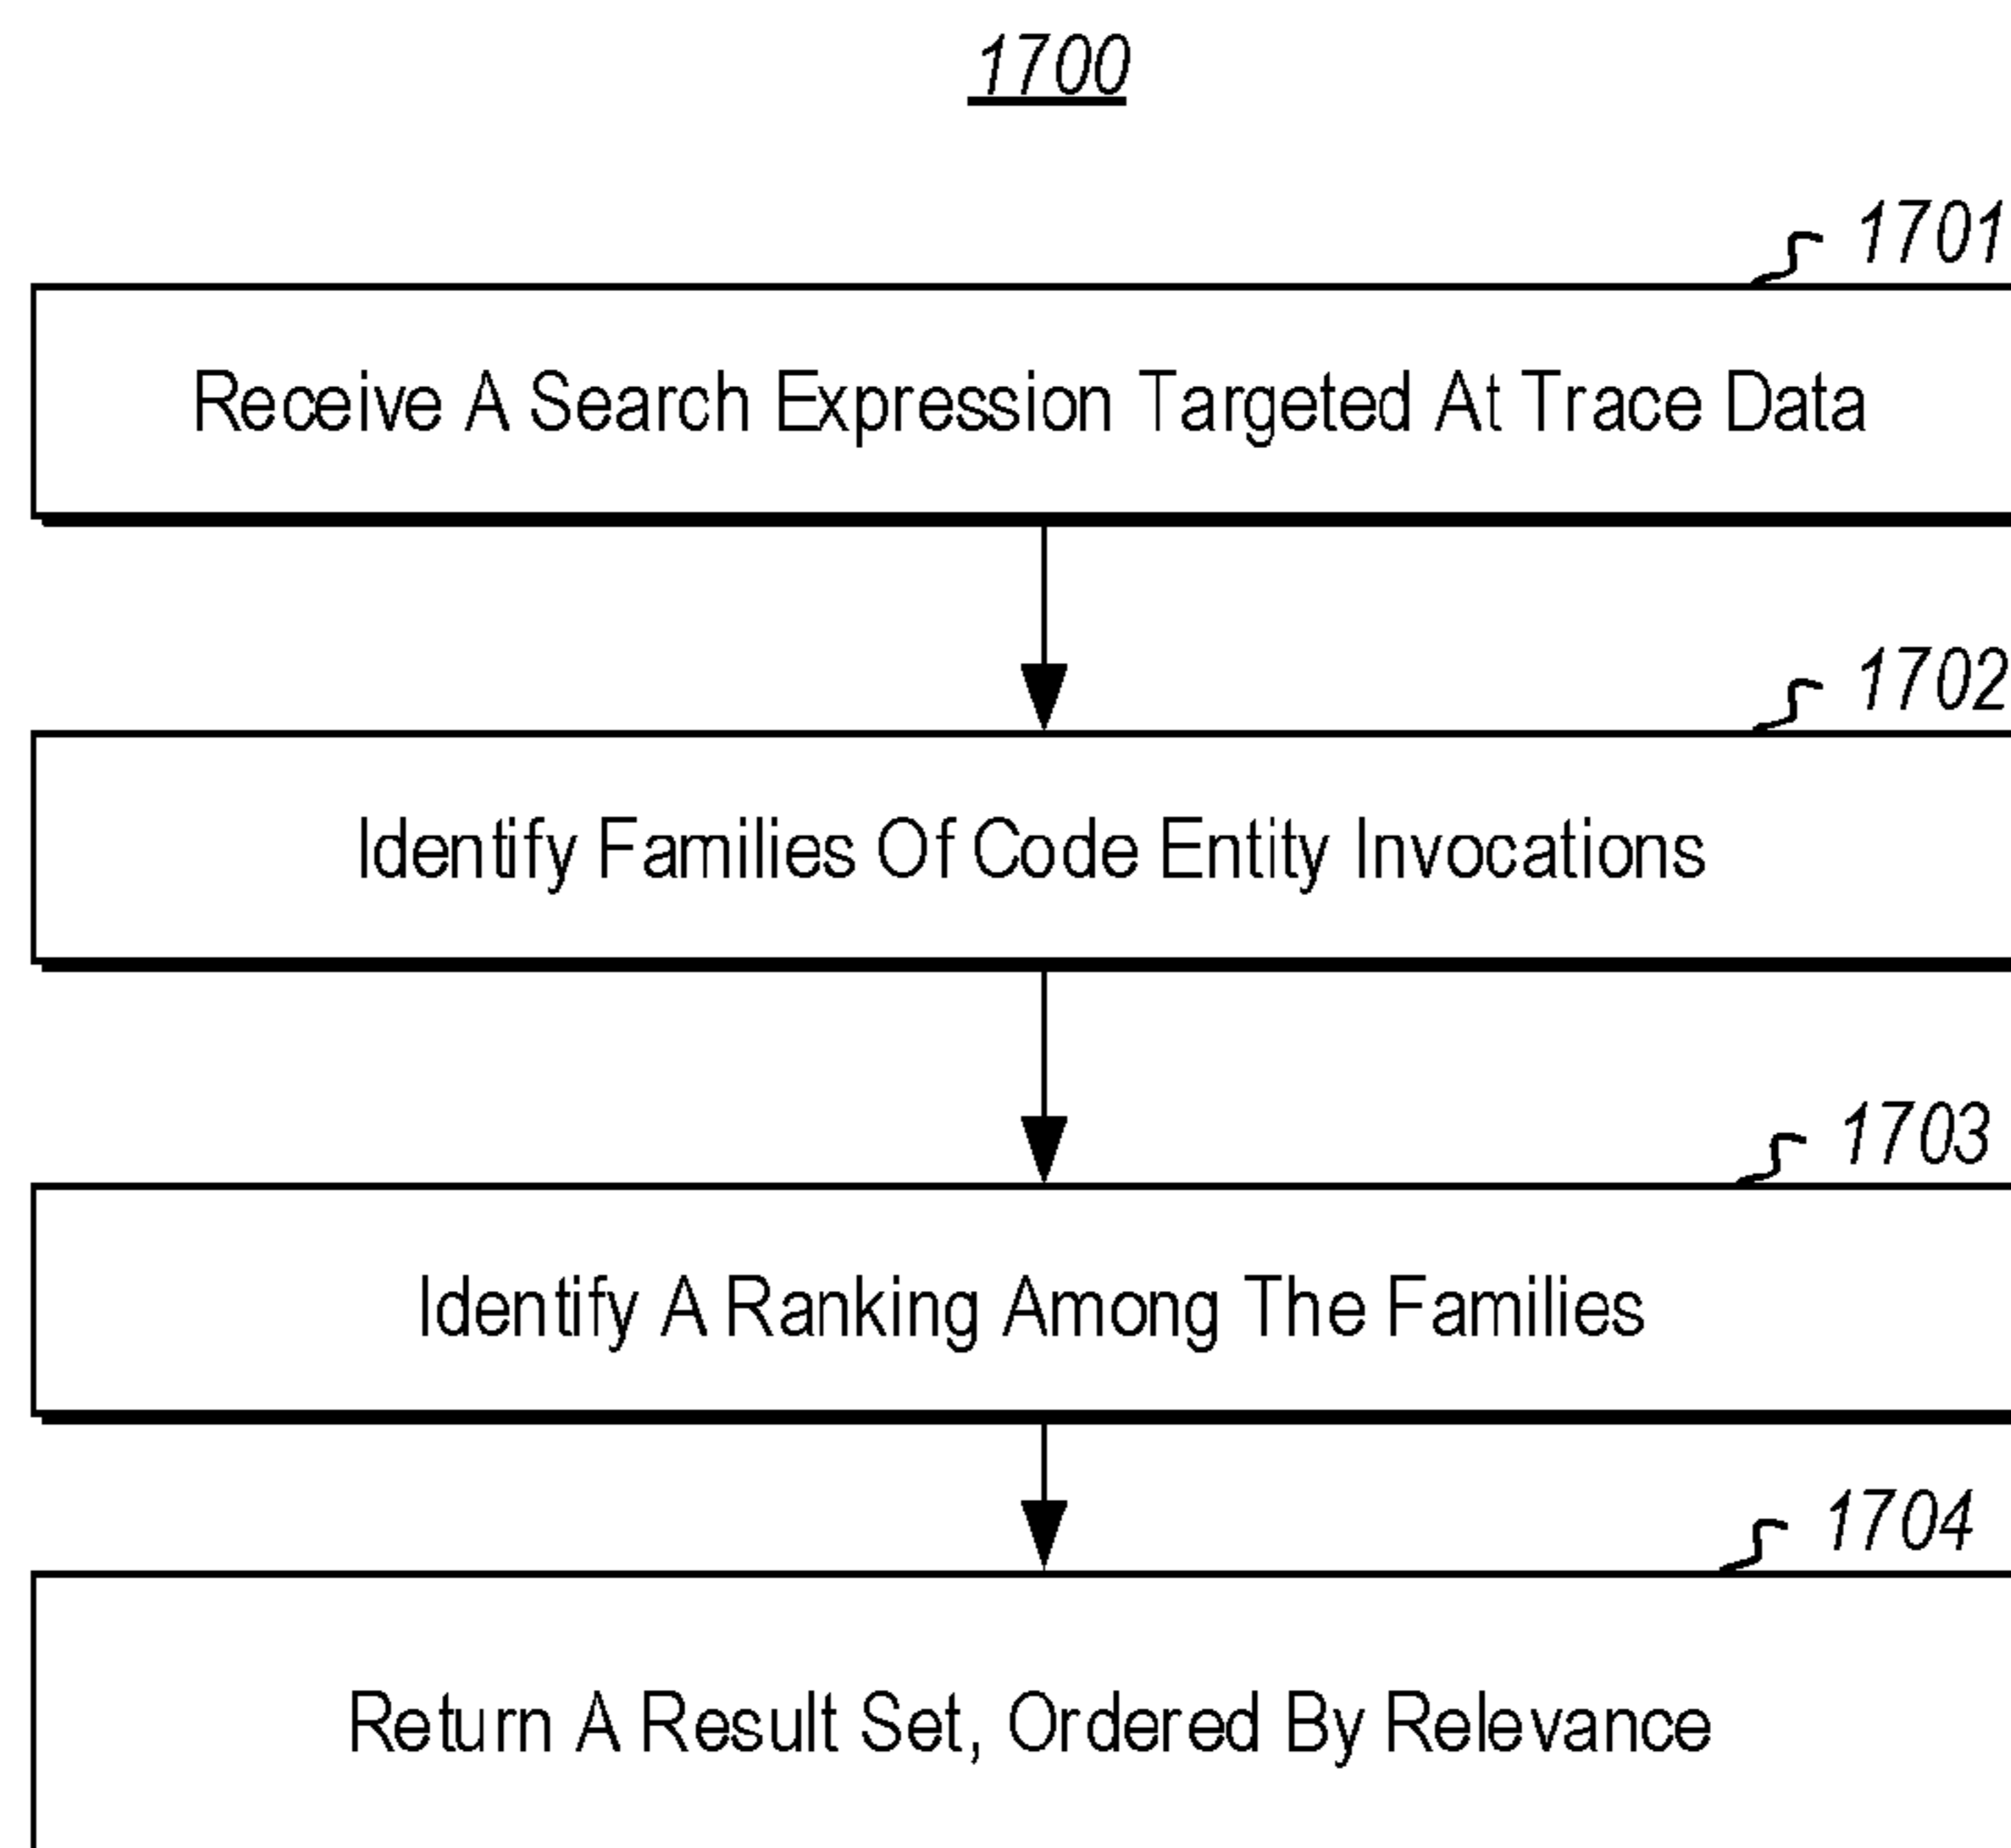 1700
1701
Receive A Search Expression Targeted At Trace Data
1702
Identify Families Of Code Entity Invocations
1703
Identify A Ranking Among The Families
1704
Return A Result Set, Ordered By Relevance